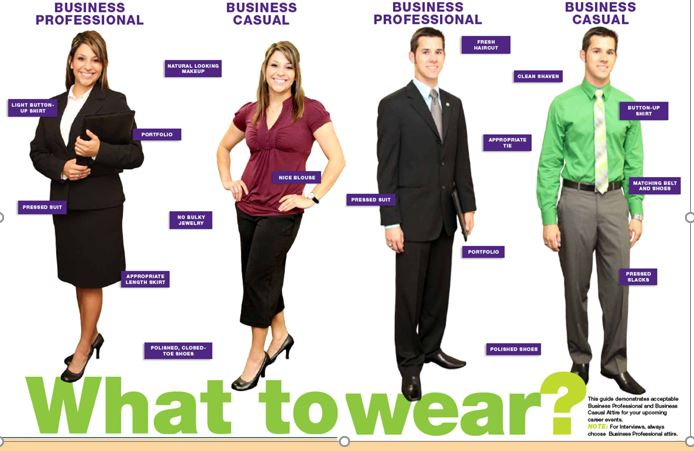 BUSINESS
PROFESSIONAL
BUSINESS
CASUAL
BUSINESS
PROFESSIONAL
BUSINESS
CASUAL
LIGHT BUTTON-
UP SHIRT
PORTFOLIO
PRESSED SUIT
APPROPRIATE
LENGTH SKIRT
NATURAL LOOKING
MAKEUP
NICE BLOUSE
NO BULKY
JEWELRY
POLISHED, CLOSED-
TOE SHOES
FRESH
HAIRCUT
APPROPRIATE
TIE
PRESSED SUIT
PORTFOLIO
POLISHED SHOES
CLEAN SHAVEN
BUTTON-UP
SHIRT
MATCHING BELT
AND SHOES
PRESSED
SLACKS
What to wear?
This guide demonstrates acceptable
Business Professional and Business
Casual Attire for your upcoming
career events.
NOTE: For Interviews, always
choose Business Professional attire.